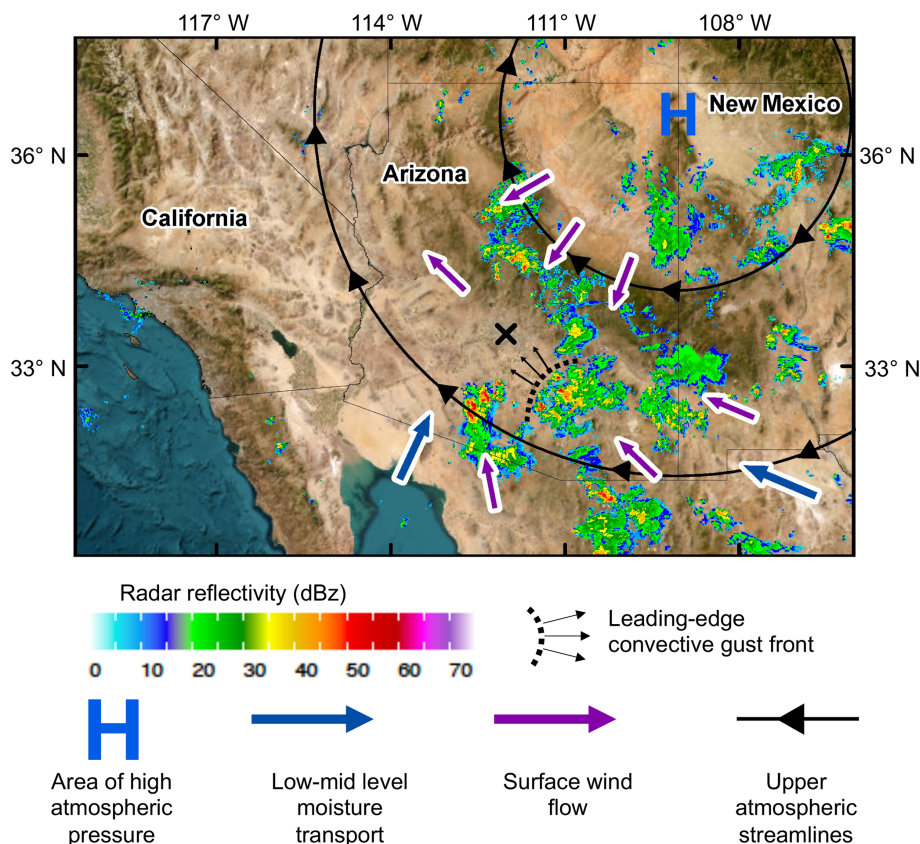 117° W 114° W 111° W 108° W
36° N 36° N
33° N 33° N
H New Mexico
Arizona
California
Radar reflectivity (dBz)
0 10 20 30 40 50 60 70
Leading-edge
convective gust front
H
Area of high
atmospheric
pressure
Low-mid level
moisture
transport
Surface wind
flow
Upper
atmospheric
streamlines